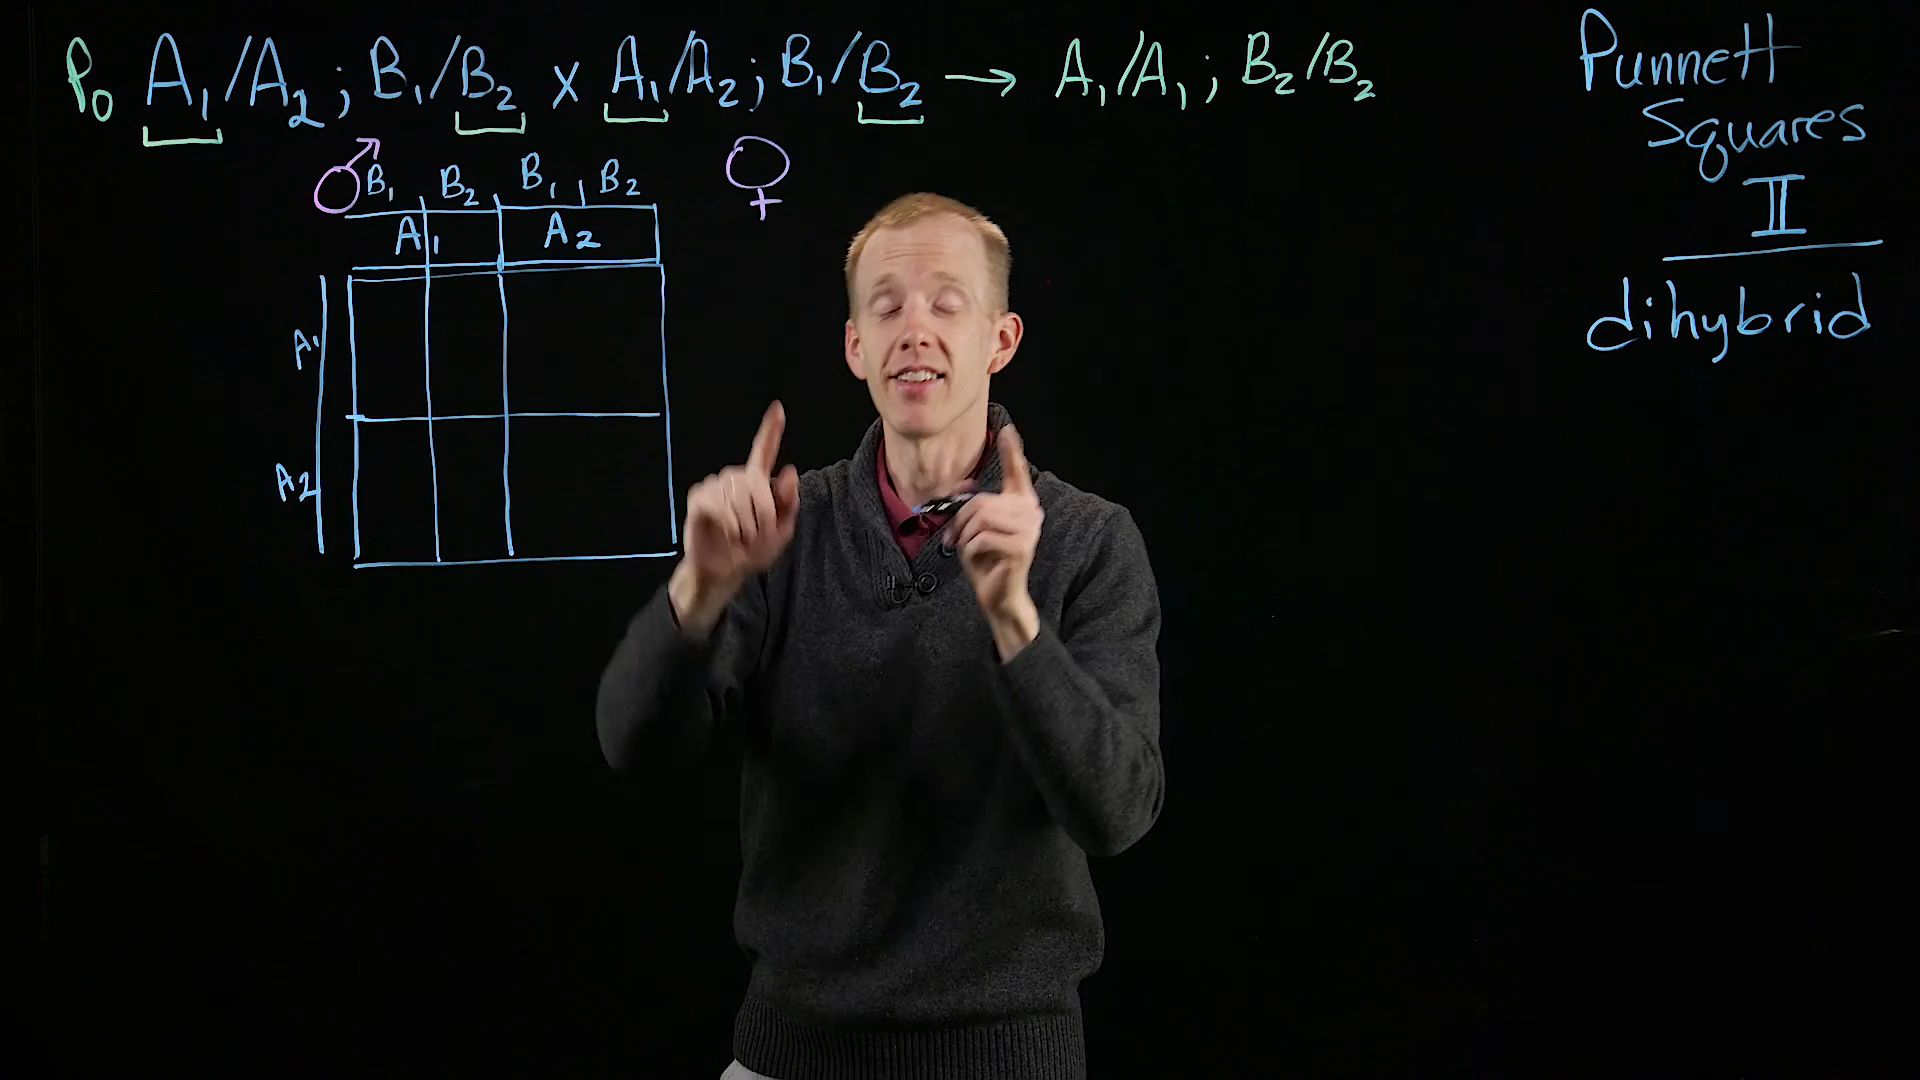 P₀ A₁/A₂; B₁/B₂ x A₁/A₂; B₁/B₂ → A₁/A₁; B₂/B₂
Punnett
Squares
II
dihybrid
♂ B₁ B₂ B₁ B₂ ♀
A₁ A₂
A₁
A₂